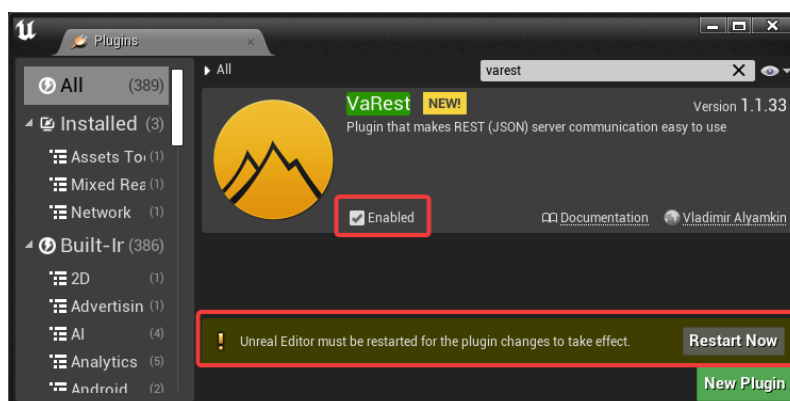 Plugins
All (389)
Installed (3)
Assets To (1)
Mixed Rea (1)
Network (1)
Built-Ir (386)
2D (1)
Advertisin (1)
AI (4)
Analytics (5)
Android (2)
All
varest
VaRest NEW! Version 1.1.33
Plugin that makes REST (JSON) server communication easy to use
Enabled Documentation Vladimir Alyamkin
Unreal Editor must be restarted for the plugin changes to take effect. Restart Now
New Plugin